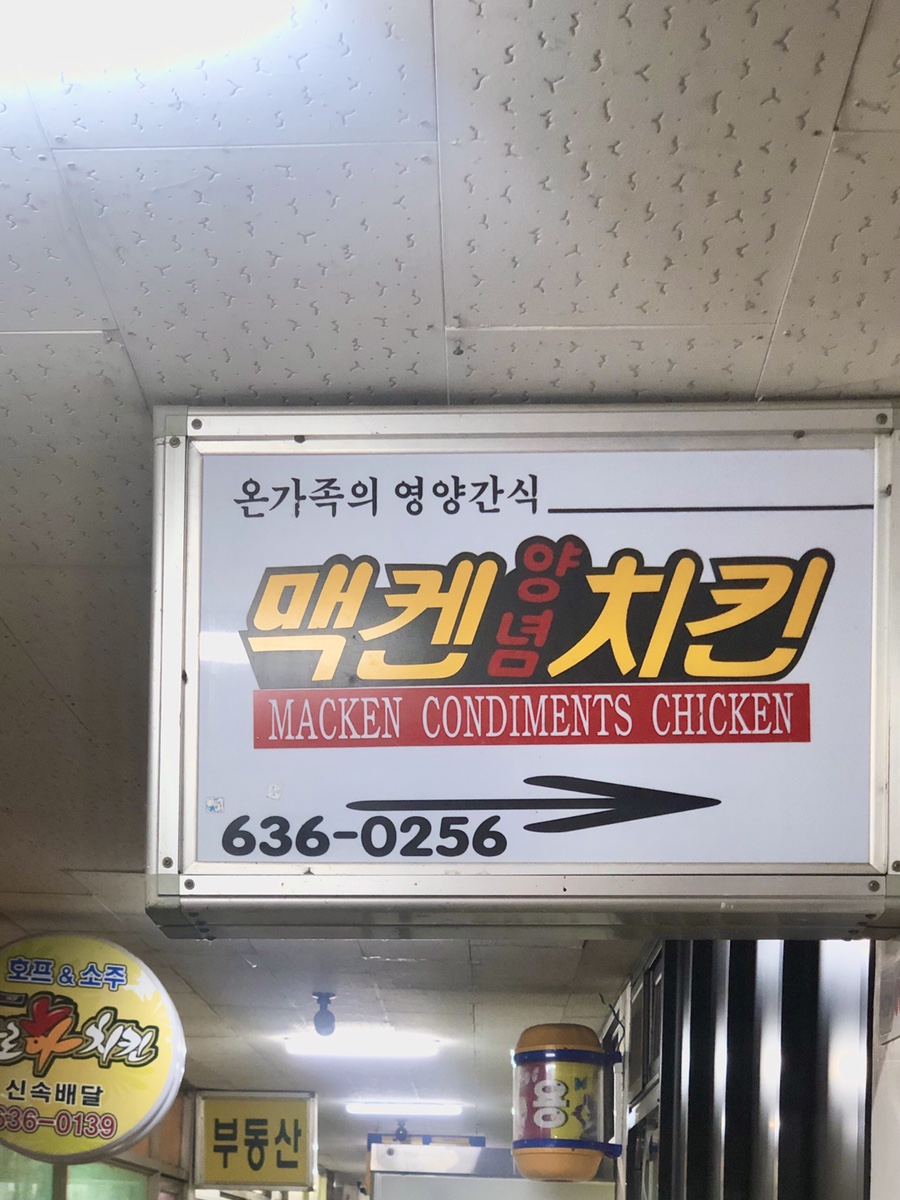 온가족의 영양간식
맥켄 양념 치킨
MACKEN CONDIMENTS CHICKEN
636-0256
호프 & 소주
치킨
신속배달
636-0139
부동산
용